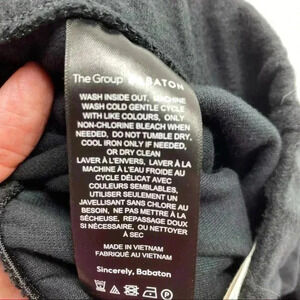 The Group BABATON
WASH INSIDE OUT. MACHINE
WASH COLD GENTLE CYCLE
WITH LIKE COLOURS, ONLY
NON-CHLORINE BLEACH WHEN
NEEDED, DO NOT TUMBLE DRY,
COOL IRON ONLY IF NEEDED,
OR DRY CLEAN
LAVER À L'ENVERS, LAVER À LA
MACHINE À L'EAU FROIDE AU
CYCLE DÉLICAT AVEC DE
COULEURS SEMBLABLES,
UTILISER SEULEMENT UN
JAVELLISANT SANS CHLORE AU
BESOIN, NE PAS METTRE À LA
SÉCHEUSE, REPASSAGE DOUX
SI NÉCESSAIRE, OU NETTOYER
À SEC
MADE IN VIETNAM
FABRIQUÉ AU VIETNAM
Sincerely, Babaton